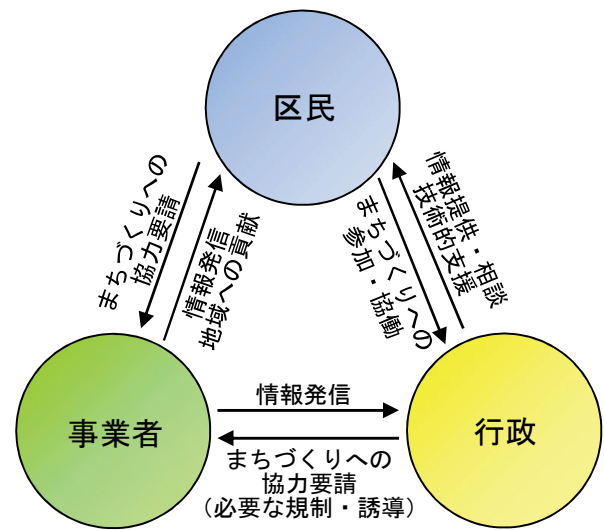 区民
まちづくりへの
協力要請
情報発信
地域への貢献
まちづくりへの
参加・協働
情報提供・相談
技術的支援
事業者
情報発信
まちづくりへの
協力要請
（必要な規制・誘導）
行政